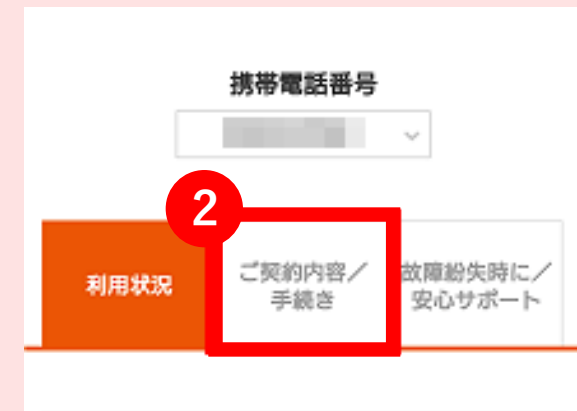 携帯電話番号
2
利用状況
ご契約内容／
手続き
故障紛失時に／
安心サポート